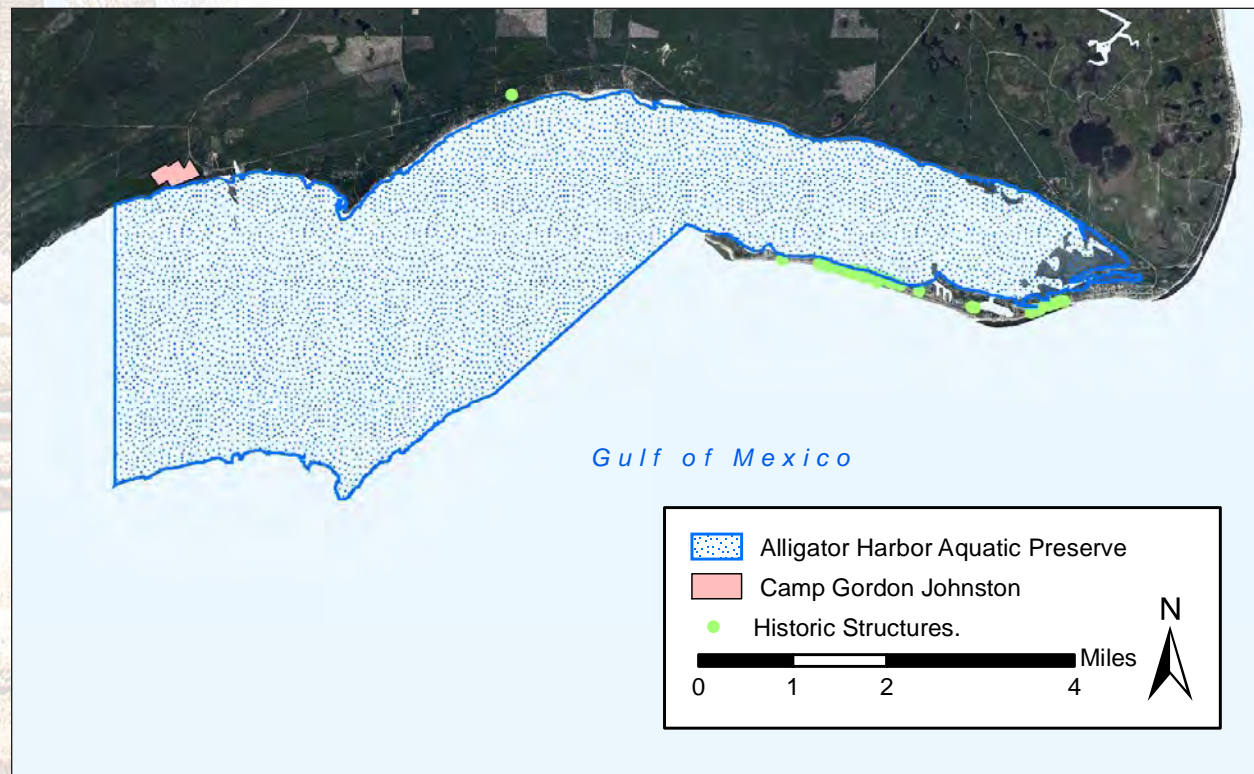 Gulf of Mexico
Alligator Harbor Aquatic Preserve
Camp Gordon Johnston
Historic Structures.
N
Miles
0 1 2 4